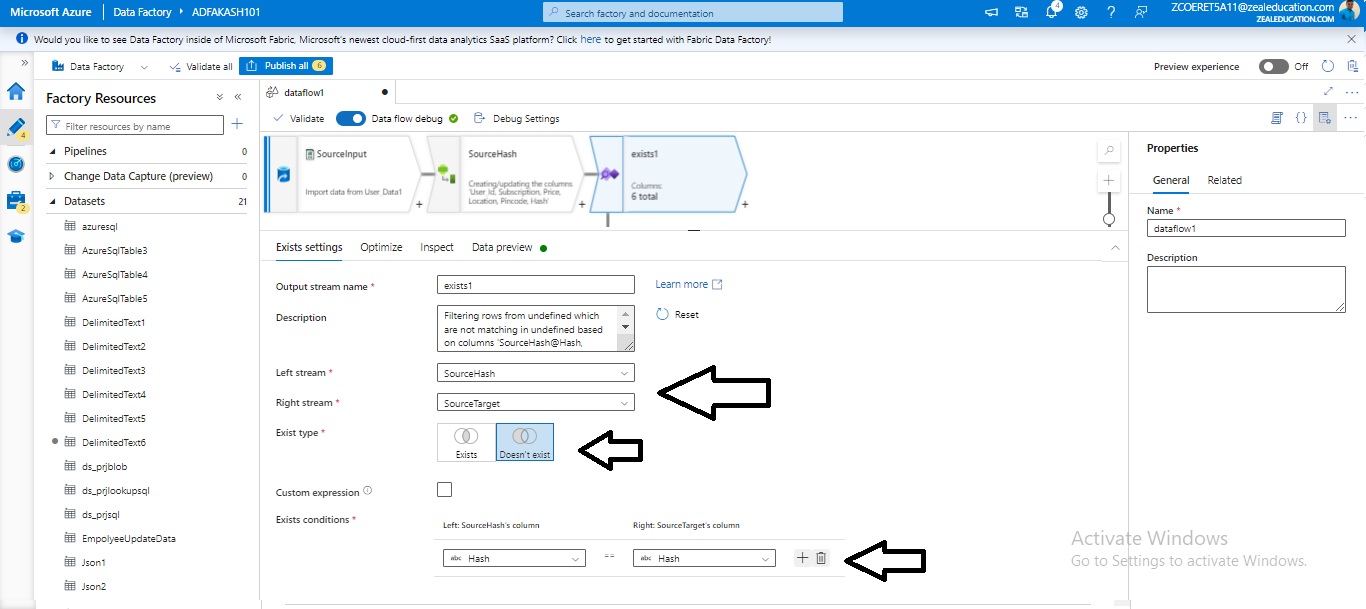 Microsoft Azure Data Factory ADFAKASH101 Search factory and documentation 4 ZCOERET5A11@zealeducation.com
ZEALEDUCATION.COM
Would you like to see Data Factory inside of Microsoft Fabric, Microsoft's newest cloud-first data analytics SaaS platform? Click here to get started with Fabric Data Factory!
Data Factory Validate all Publish all 6 Preview experience Off
Factory Resources
dataflow1
Filter resources by name
Validate Data flow debug Debug Settings
4
2
Pipelines 0
Change Data Capture (preview) 0
Datasets 21
azuresql
AzureSqlTable3
AzureSqlTable4
AzureSqlTable5
DelimitedText1
DelimitedText2
DelimitedText3
DelimitedText4
DelimitedText5
DelimitedText6
ds_prjblob
ds_prjlookupsql
ds_prjsql
EmpolyeeUpdateData
Json1
Json2
SourceInput
Import data from User_Data1
SourceHash
Creating/updating the columns
'User_Id, Subscription, Price,
Location, Pincode, Hash'
exists1
Columns:
6 total
Exists settings Optimize Inspect Data preview
Output stream name * exists1 Learn more
Description Filtering rows from undefined which
are not matching in undefined based
on columns 'SourceHash@Hash,
Reset
Left stream * SourceHash
Right stream * SourceTarget
Exist type * Exists Doesn't exist
Custom expression
Exists conditions *
Left: SourceHash's column Right: SourceTarget's column
abc Hash == abc Hash
Properties
General Related
Name *
dataflow1
Description
Activate Windows
Go to Settings to activate Windows.